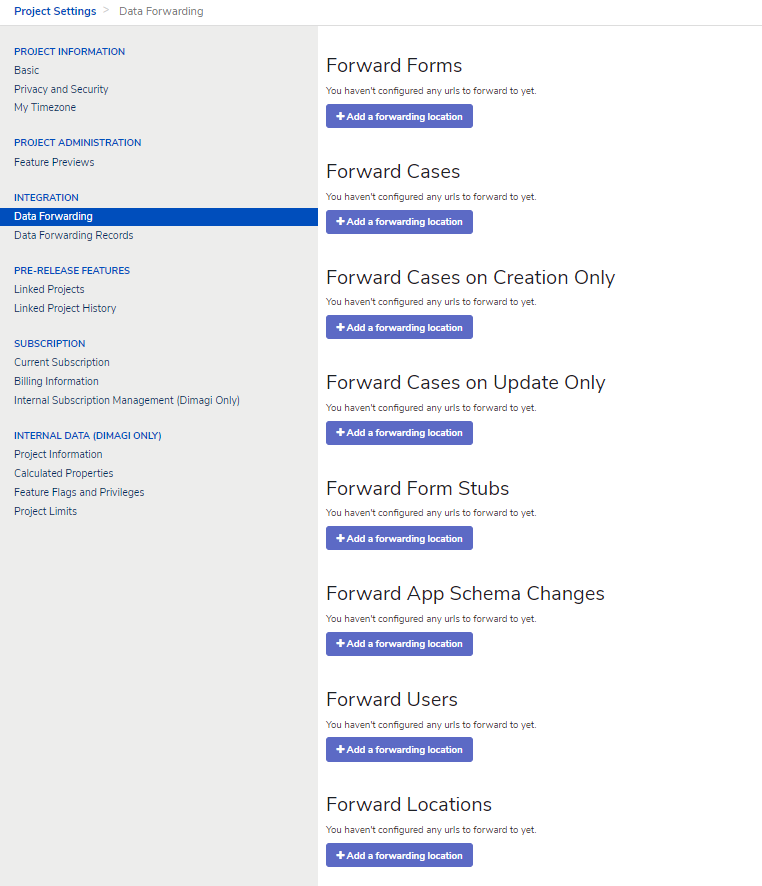 Project Settings > Data Forwarding
PROJECT INFORMATION
Basic
Privacy and Security
My Timezone
PROJECT ADMINISTRATION
Feature Previews
INTEGRATION
Data Forwarding
Data Forwarding Records
PRE-RELEASE FEATURES
Linked Projects
Linked Project History
SUBSCRIPTION
Current Subscription
Billing Information
Internal Subscription Management (Dimagi Only)
INTERNAL DATA (DIMAGI ONLY)
Project Information
Calculated Properties
Feature Flags and Privileges
Project Limits
Forward Forms
You haven't configured any urls to forward to yet.
+ Add a forwarding location
Forward Cases
You haven't configured any urls to forward to yet.
+ Add a forwarding location
Forward Cases on Creation Only
You haven't configured any urls to forward to yet.
+ Add a forwarding location
Forward Cases on Update Only
You haven't configured any urls to forward to yet.
+ Add a forwarding location
Forward Form Stubs
You haven't configured any urls to forward to yet.
+ Add a forwarding location
Forward App Schema Changes
You haven't configured any urls to forward to yet.
+ Add a forwarding location
Forward Users
You haven't configured any urls to forward to yet.
+ Add a forwarding location
Forward Locations
You haven't configured any urls to forward to yet.
+ Add a forwarding location